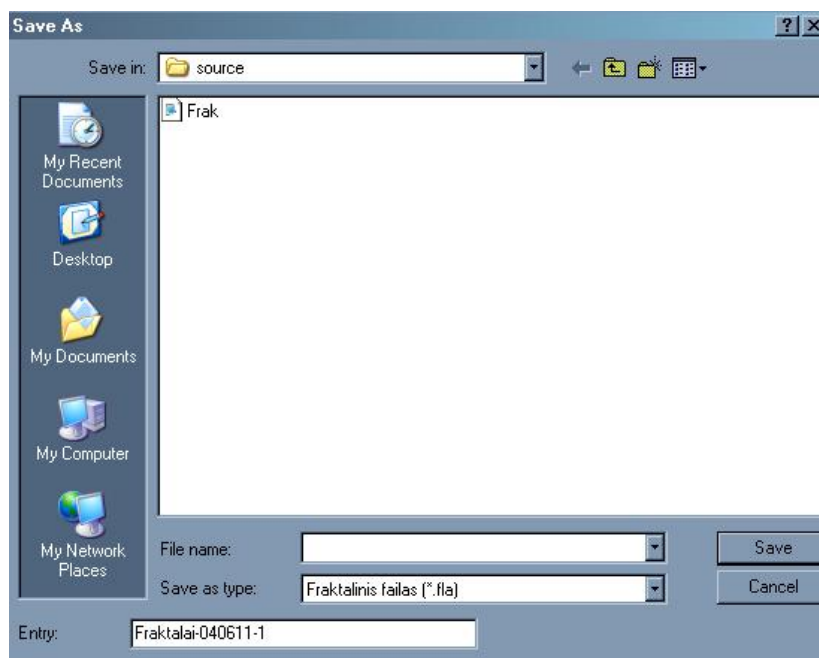 Save As
Save in: source
Frak
My Recent
Documents
Desktop
My Documents
My Computer
My Network
Places
File name:
Save
Save as type: Fraktalinis failas (*.fla)
Cancel
Entry: Fraktalai-040611-1